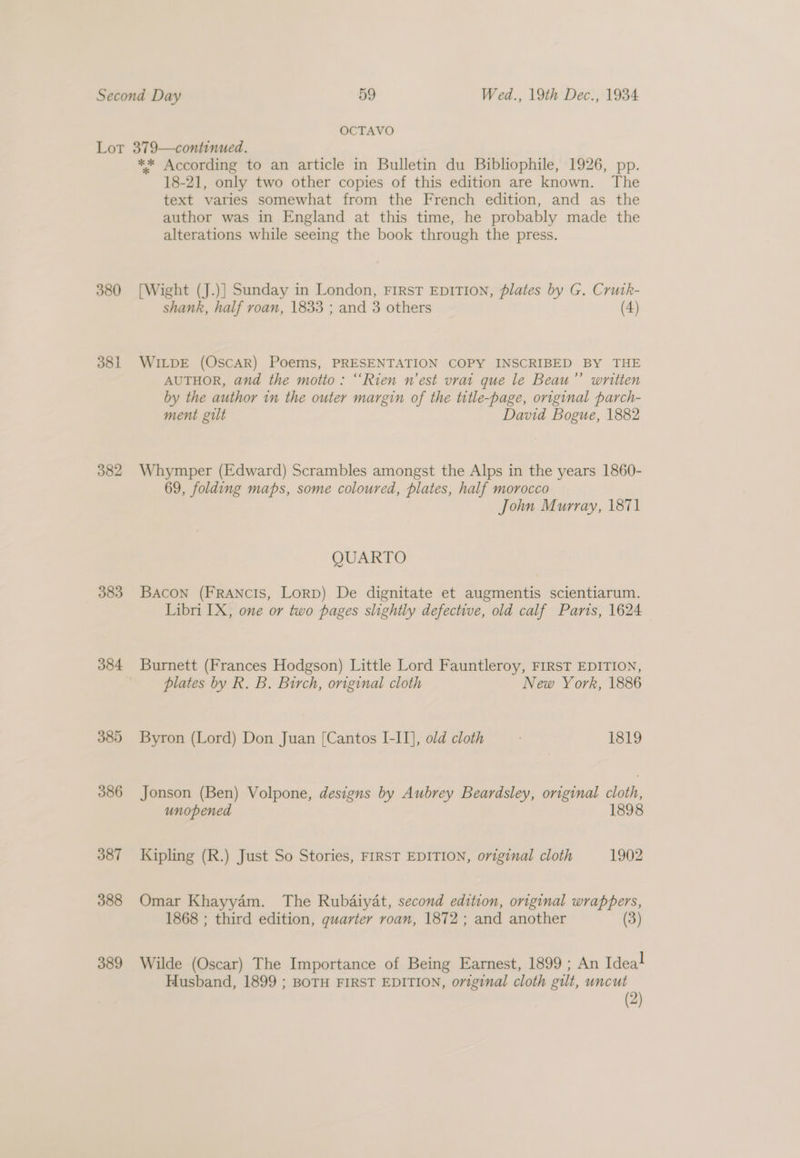 Second Day 59 Wed., 19th Dec., 1934
OCTAVO
LOT 379—continued.
*** According to an article in Bulletin du Bibliophile, 1926, pp.
18-21, only two other copies of this edition are known. The
text varies somewhat from the French edition, and as the
author was in England at this time, he probably made the
alterations while seeing the book through the press.
380 [Wight (J.)] Sunday in London, FIRST EDITION, plates by G. Cruik-
shank, half roan, 1833 ; and 3 others (4)
381 WILDE (OSCAR) Poems, PRESENTATION COPY INSCRIBED BY THE
AUTHOR, and the motto : “Rien n'est vrai que le Beau” written
by the author in the outer margin of the title-page, original parch-
ment gilt David Bogue, 1882
382 Whymper (Edward) Scrambles amongst the Alps in the years 1860-
69, folding maps, some coloured, plates, half morocco
John Murray, 1871
QUARTO
383 BACON (FRANCIS, LORD) De dignitate et augmentis scientiarum.
Libri IX, one or two pages slightly defective, old calf Paris, 1624
384 Burnett (Frances Hodgson) Little Lord Fauntleroy, FIRST EDITION,
plates by R. B. Birch, original cloth New York, 1886
385 Byron (Lord) Don Juan [Cantos I-II], old cloth 1819
386 Jonson (Ben) Volpone, designs by Aubrey Beardsley, original cloth,
unopened 1898
387 Kipling (R.) Just So Stories, FIRST EDITION, original cloth 1902
388 Omar Khayyám. The Rubáiyát, second edition, original wrappers,
1868 ; third edition, quarter roan, 1872 ; and another (3)
389 Wilde (Oscar) The Importance of Being Earnest, 1899 ; An Ideal
Husband, 1899 ; BOTH FIRST EDITION, original cloth gilt, uncut
(2)